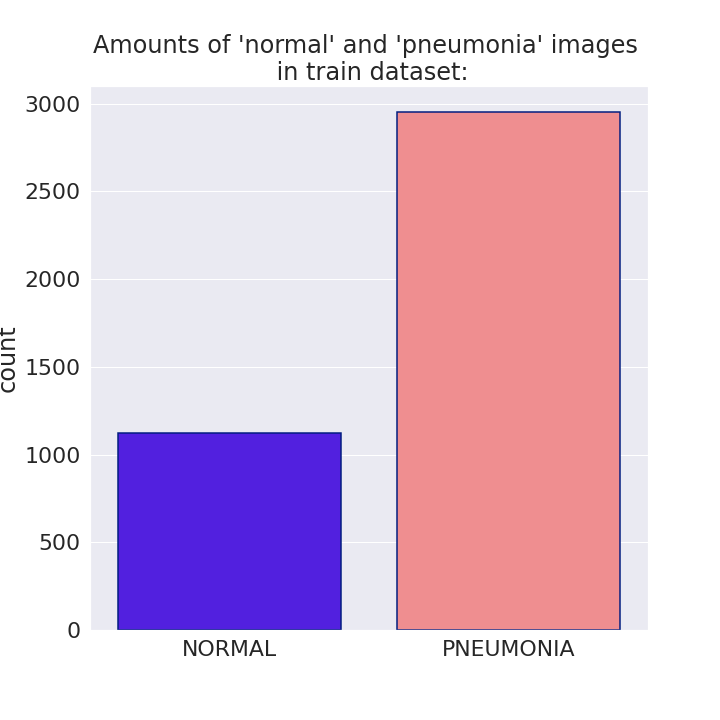 Amounts of 'normal' and 'pneumonia' images
in train dataset:
3000
2500
2000
1500
1000
500
0
count
NORMAL PNEUMONIA